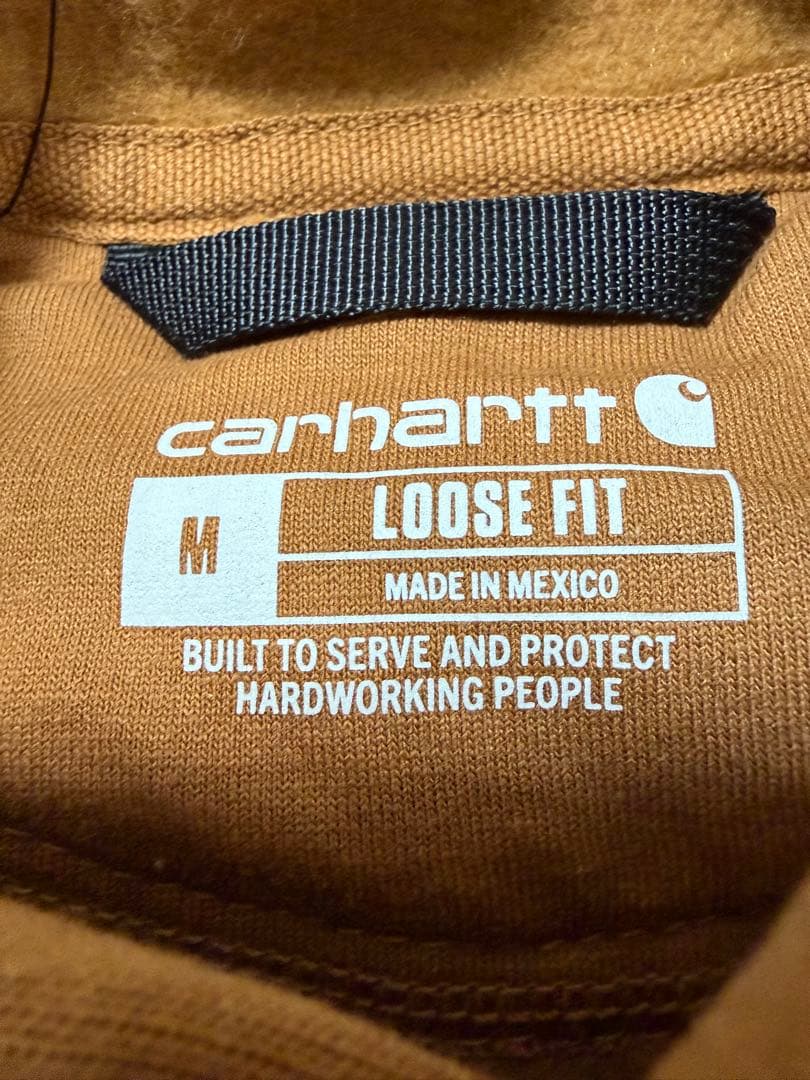 carhartt
M
LOOSE FIT
MADE IN MEXICO
BUILT TO SERVE AND PROTECT
HARDWORKING PEOPLE